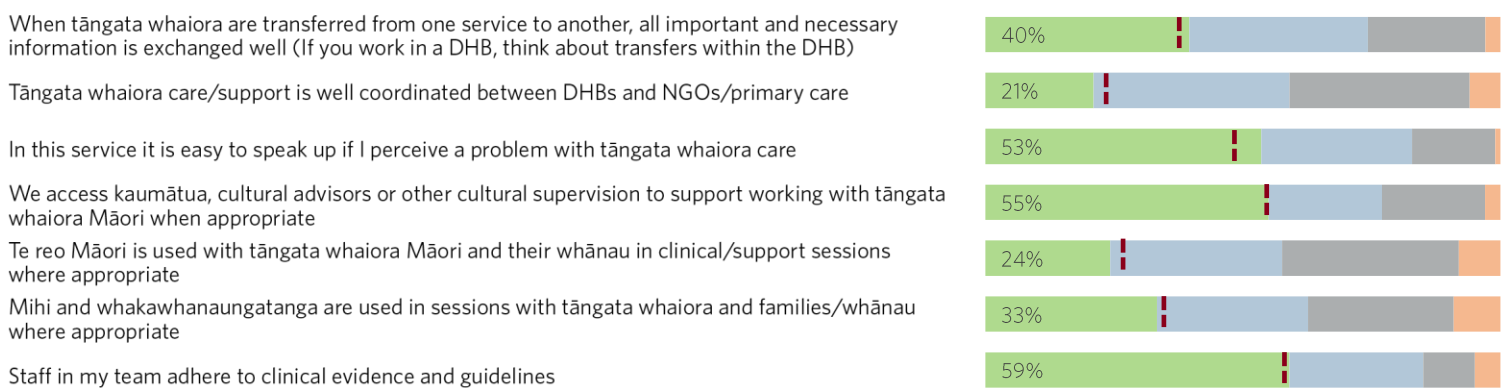 When tāngata whaiora are transferred from one service to another, all important and necessary
information is exchanged well (If you work in a DHB, think about transfers within the DHB)
40%
Tāngata whaiora care/support is well coordinated between DHBs and NGOs/primary care
21%
In this service it is easy to speak up if I perceive a problem with tāngata whaiora care
53%
We access kaumātua, cultural advisors or other cultural supervision to support working with tāngata
whaiora Māori when appropriate
55%
Te reo Māori is used with tāngata whaiora Māori and their whānau in clinical/support sessions
where appropriate
24%
Mihi and whakawhanaungatanga are used in sessions with tāngata whaiora and families/whānau
where appropriate
33%
Staff in my team adhere to clinical evidence and guidelines
59%